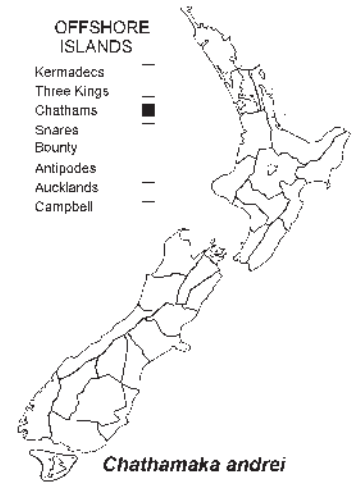 OFFSHORE
ISLANDS
Kermadecs
Three Kings
Chathams
Snares
Bounty
Antipodes
Aucklands
Campbell
Chathamaka andrei